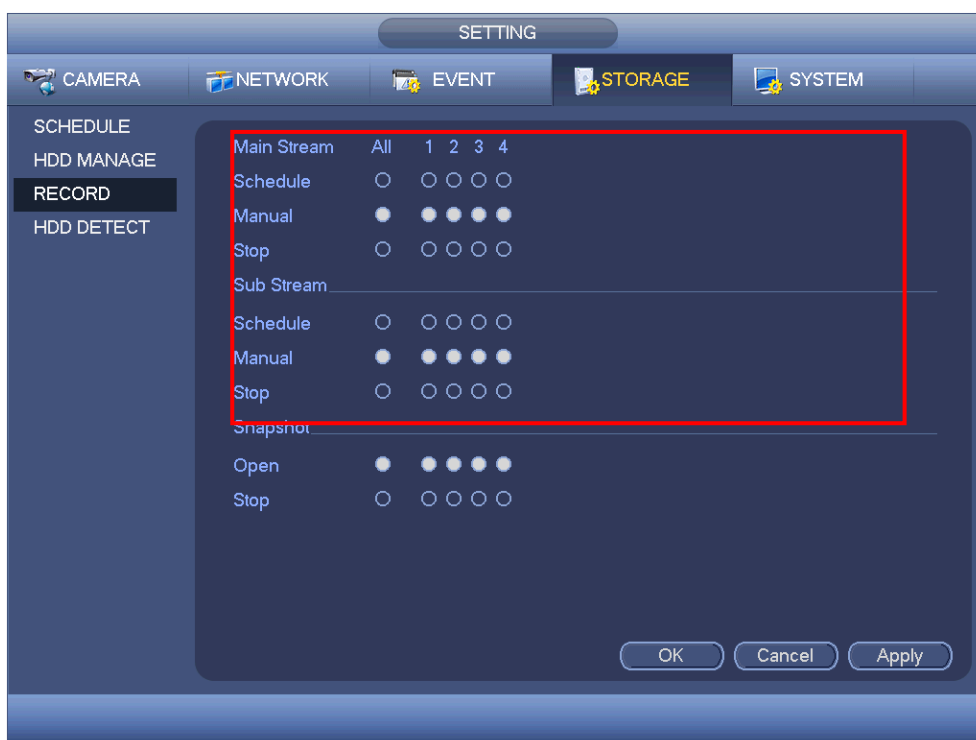 SETTING
CAMERA NETWORK EVENT STORAGE SYSTEM
SCHEDULE
HDD MANAGE
RECORD
HDD DETECT
Main Stream All 1 2 3 4
Schedule
Manual
Stop
Sub Stream
Schedule
Manual
Stop
Snapshot
Open
Stop
OK Cancel Apply